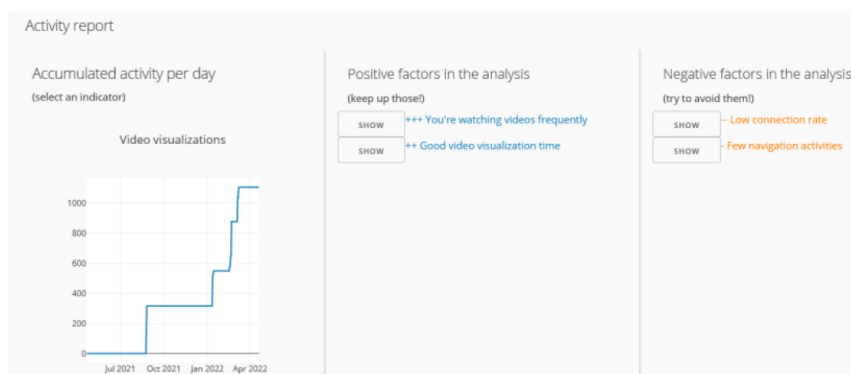 Activity report
Accumulated activity per day
(select an indicator)
Video visualizations
1000
800
600
400
200
0
Jul 2021 Oct 2021 Jan 2022 Apr 2022
Positive factors in the analysis
(keep up those!)
SHOW +++ You're watching videos frequently
SHOW ++ Good video visualization time
Negative factors in the analysis
(try to avoid them!)
SHOW -- Low connection rate
SHOW - Few navigation activities